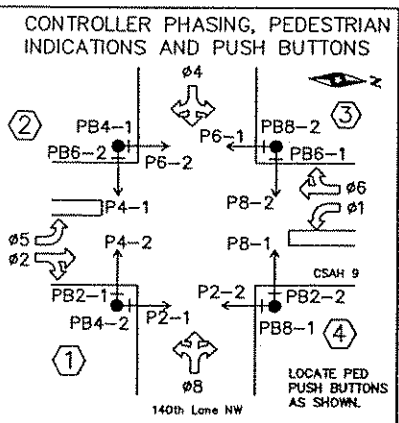 CONTROLLER PHASING, PEDESTRIAN
INDICATIONS AND PUSH BUTTONS
ø4
N
2
3
PB4-1
P6-1
PB8-2
PB6-2
P6-2
PB6-1
ø6
P4-1
P8-2
ø1
ø5
P4-2
P8-1
ø2
CSAH 9
PB2-1
P2-2
PB2-2
PB4-2
P2-1
PB8-1
1
4
ø8
LOCATE PED
PUSH BUTTONS
AS SHOWN.
140th Lane NW